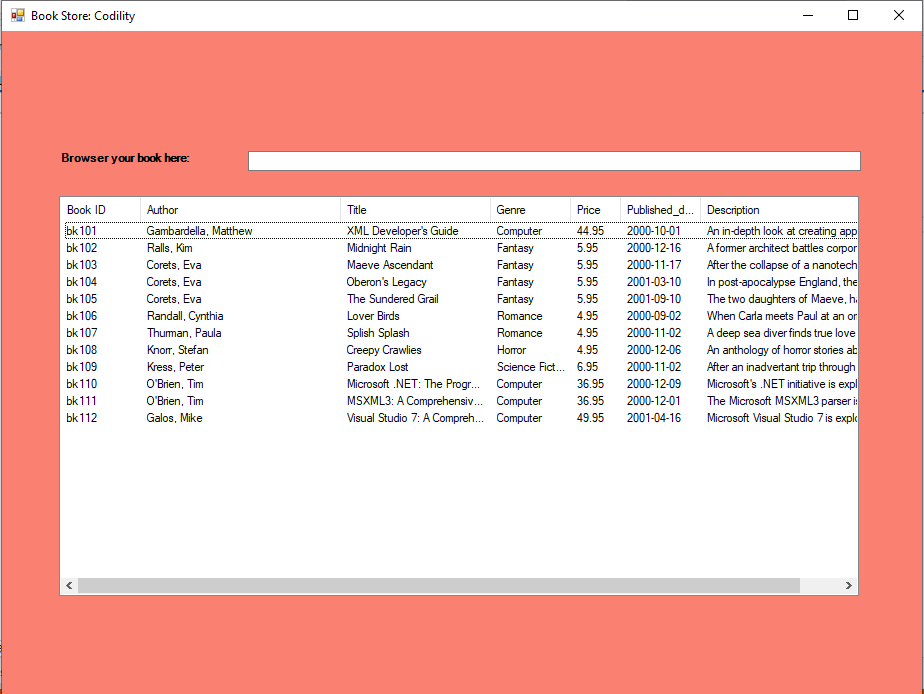 Book Store: Codility
Browser your book here:
Book ID Author Title Genre Price Published_d... Description
bk101 Gambardella, Matthew XML Developer's Guide Computer 44.95 2000-10-01 An in-depth look at creating app
bk102 Ralls, Kim Midnight Rain Fantasy 5.95 2000-12-16 A former architect battles corpor
bk103 Corets, Eva Maeve Ascendant Fantasy 5.95 2000-11-17 After the collapse of a nanotech
bk104 Corets, Eva Oberon's Legacy Fantasy 5.95 2001-03-10 In post-apocalypse England, the
bk105 Corets, Eva The Sundered Grail Fantasy 5.95 2001-09-10 The two daughters of Maeve, ha
bk106 Randall, Cynthia Lover Birds Romance 4.95 2000-09-02 When Carla meets Paul at an or
bk107 Thurman, Paula Splish Splash Romance 4.95 2000-11-02 A deep sea diver finds true love
bk108 Knorr, Stefan Creepy Crawlies Horror 4.95 2000-12-06 An anthology of horror stories ab
bk109 Kress, Peter Paradox Lost Science Fict... 6.95 2000-11-02 After an inadvertant trip through
bk110 O'Brien, Tim Microsoft .NET: The Progr... Computer 36.95 2000-12-09 Microsoft's .NET initiative is expl
bk111 O'Brien, Tim MSXML3: A Comprehensiv... Computer 36.95 2000-12-01 The Microsoft MSXML3 parser is
bk112 Galos, Mike Visual Studio 7: A Compreh... Computer 49.95 2001-04-16 Microsoft Visual Studio 7 is explo